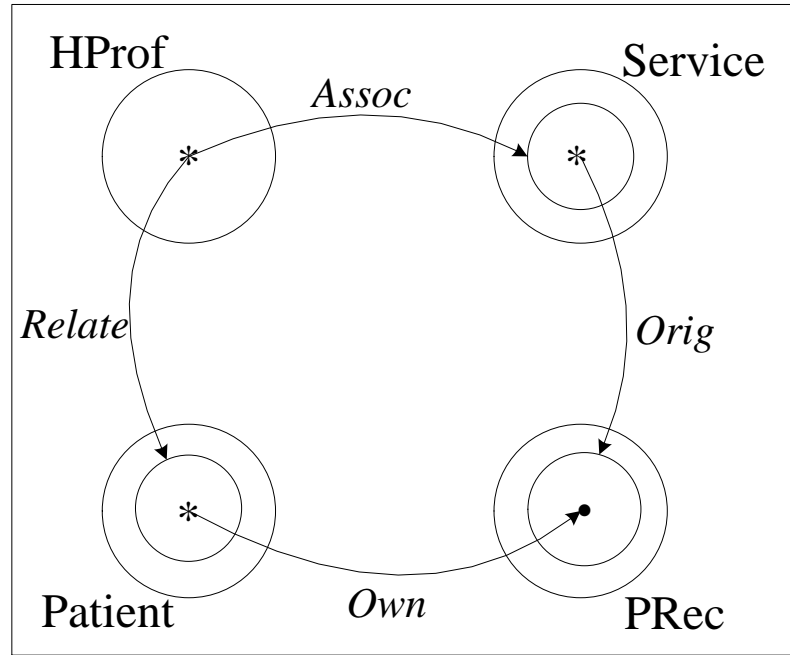 HProf
Service
Assoc
*
*
Relate
Orig
*
Patient
Own
PRec